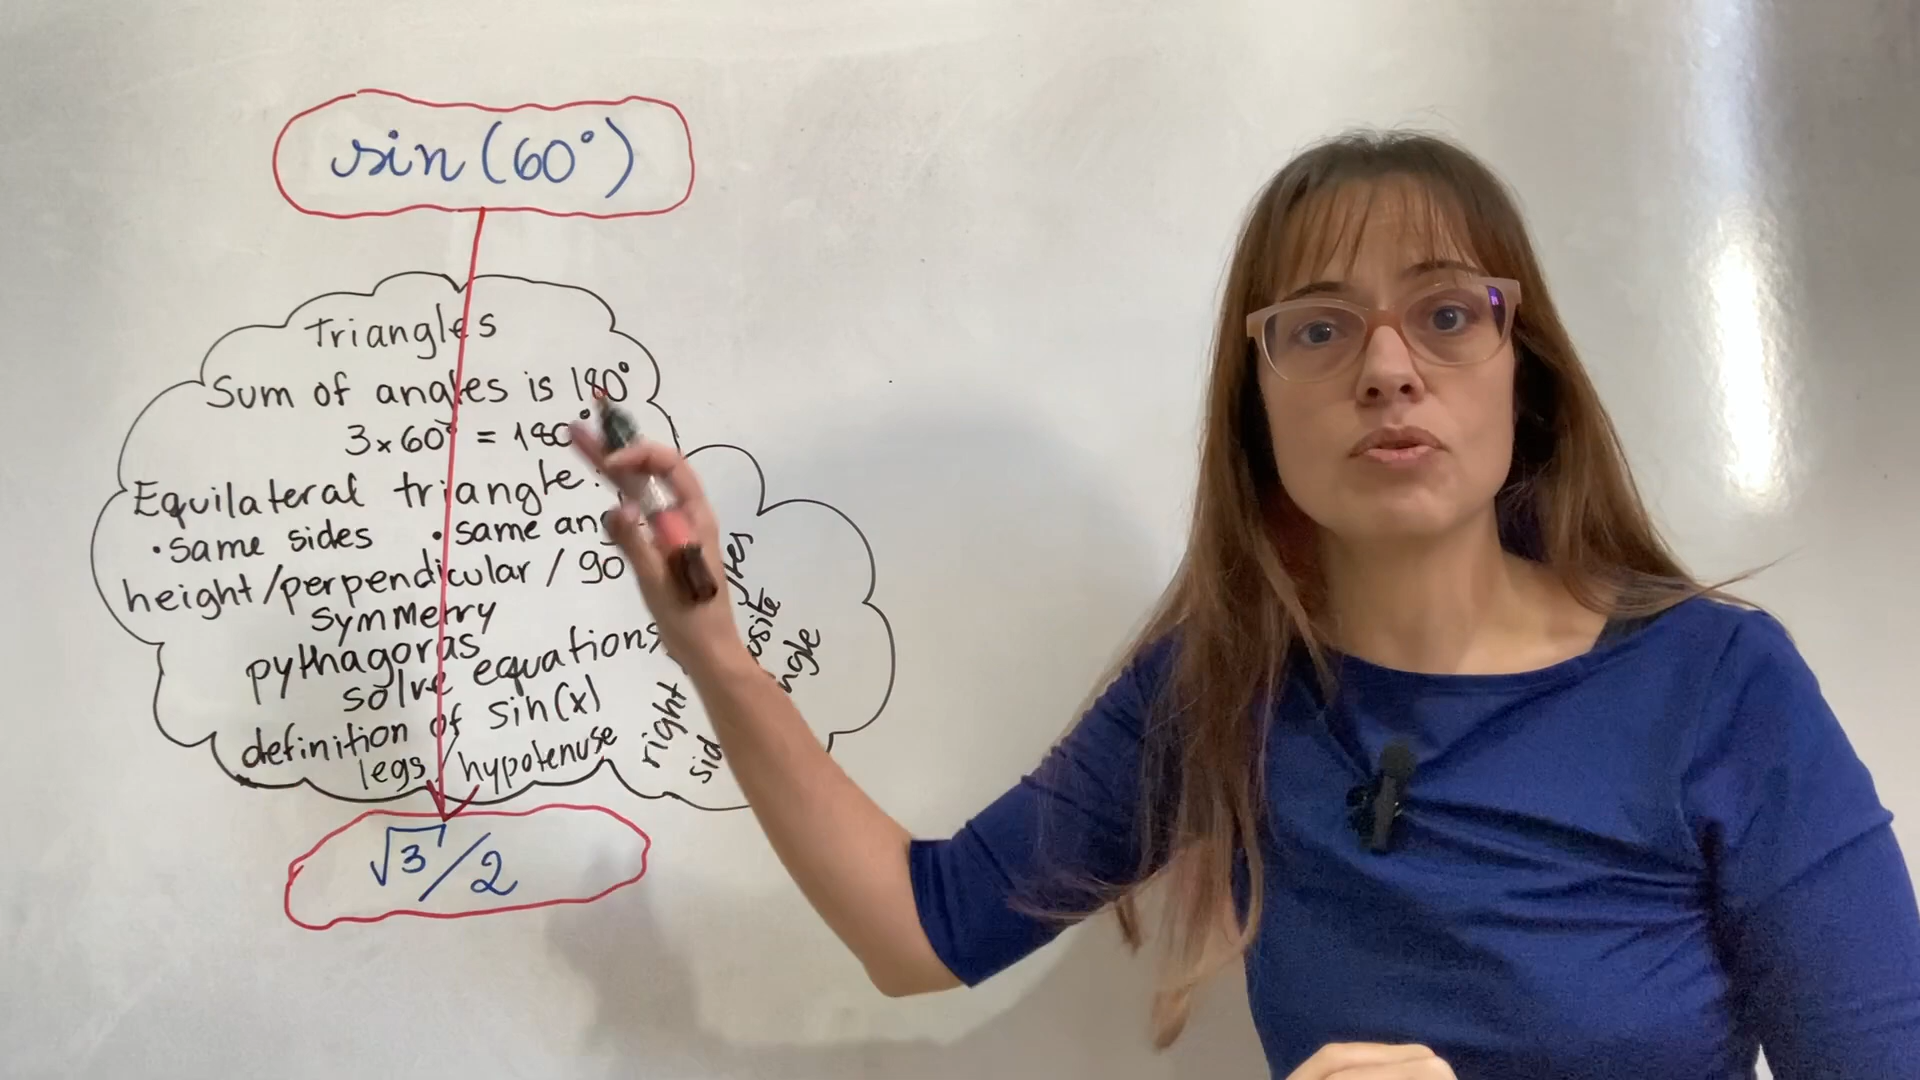 sin(60°)
Triangles
Sum of angles is 180°
3×60° = 180°
Equilateral triangle:
• same sides • same
height/perpendicular / 90
symmetry
pythagoras
solve equations
definition of sin(x)
legs / hypotenuse
right
√3/2